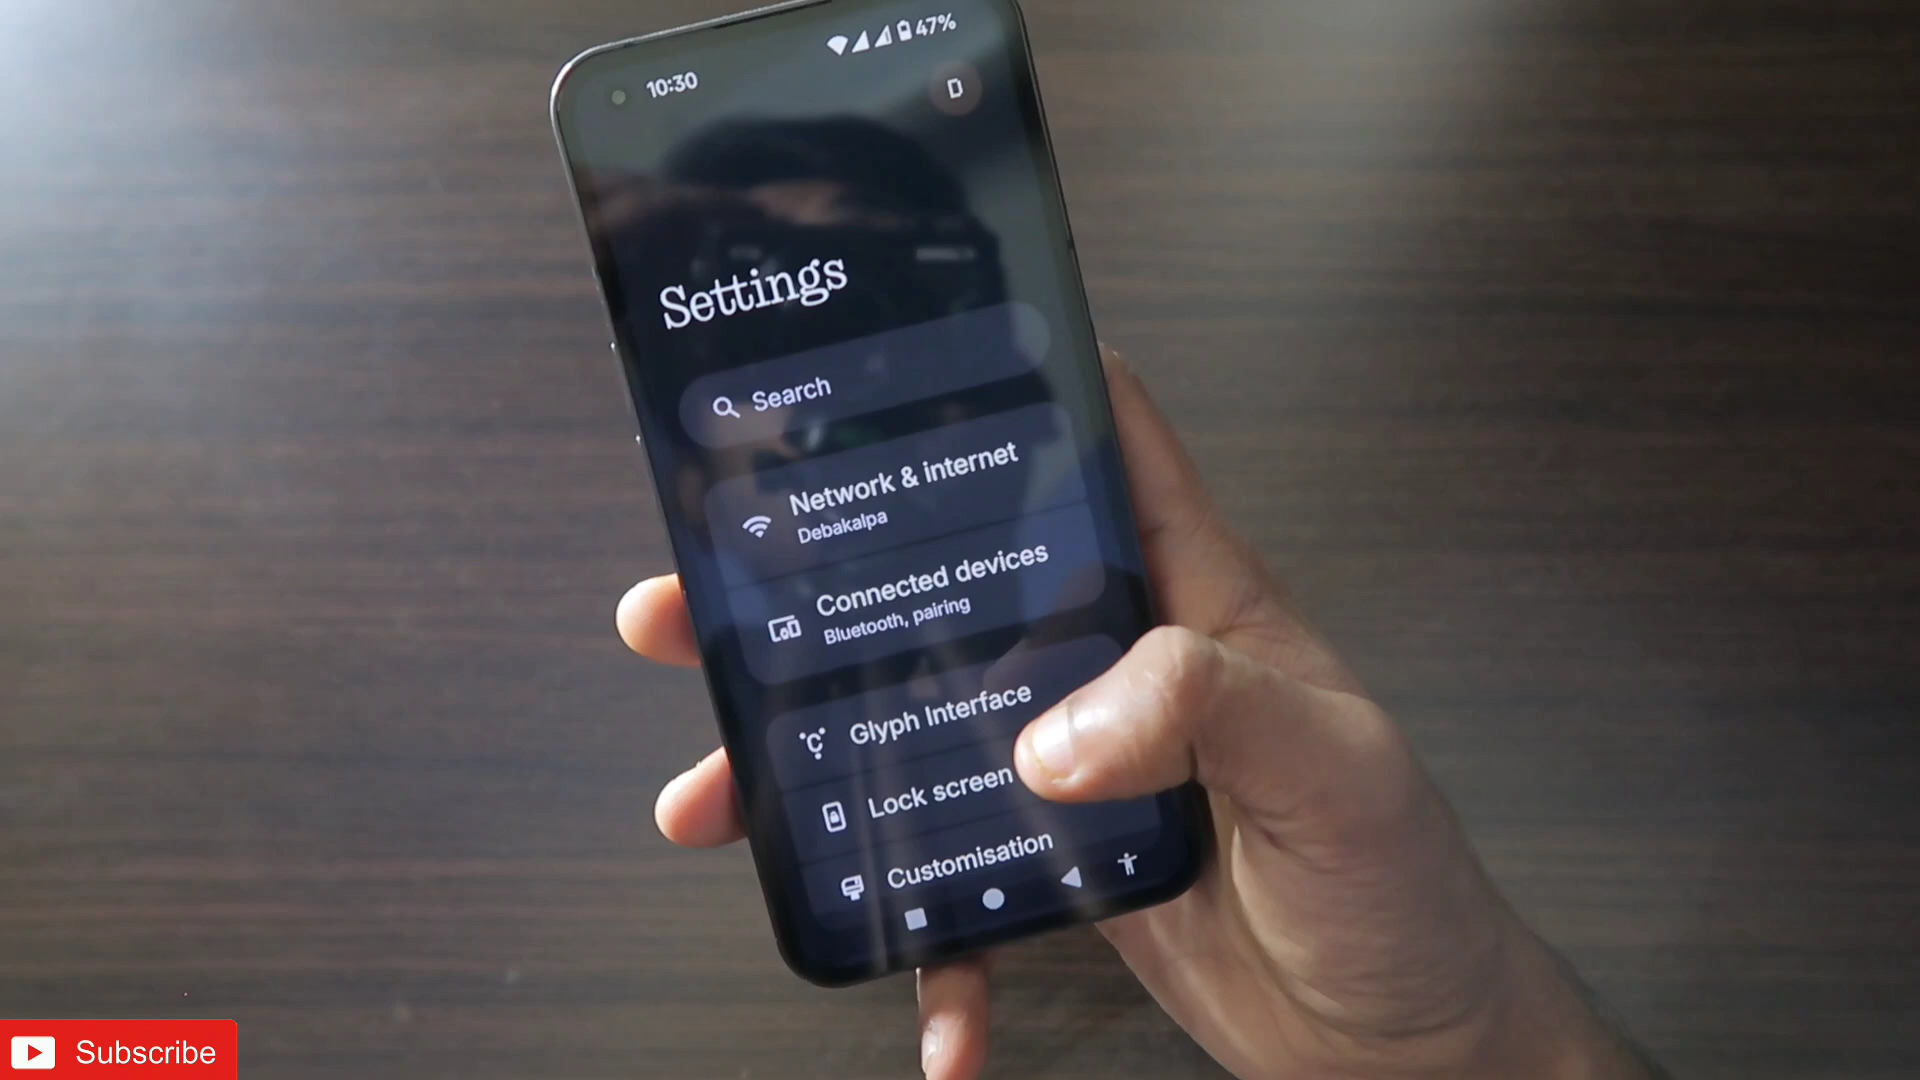 10:30
47%
D
Settings
Search
Network & internet
Debakalpa
Connected devices
Bluetooth, pairing
Glyph Interface
Lock screen
Customisation
Subscribe